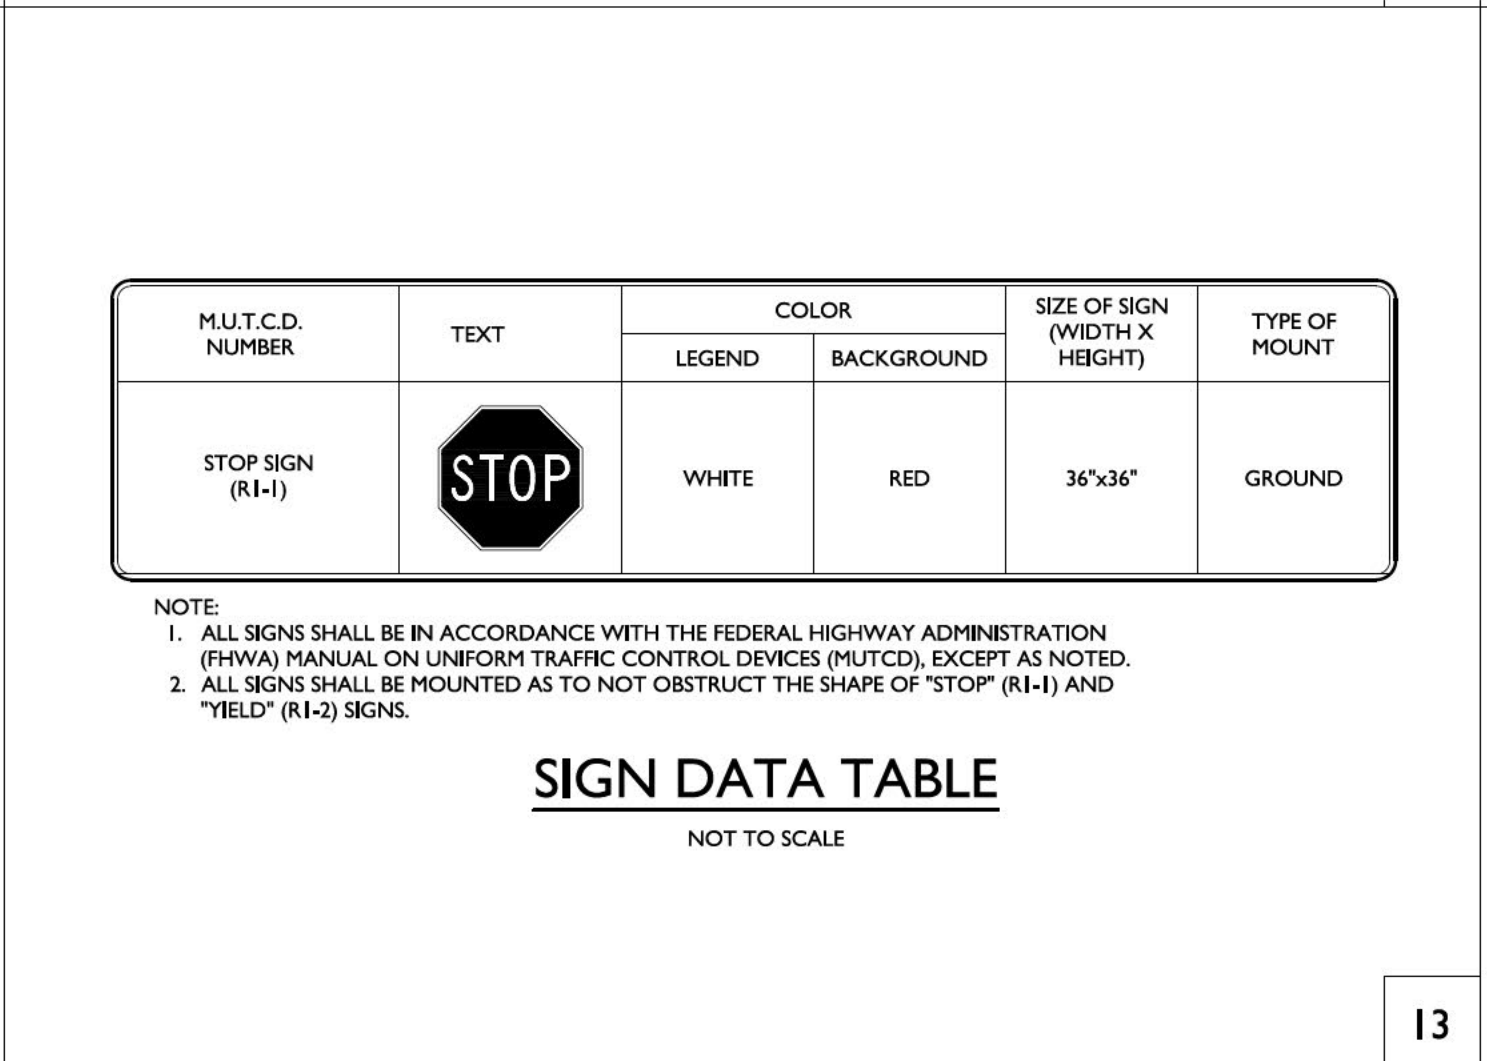 M.U.T.C.D.
NUMBER
TEXT
COLOR
LEGEND
BACKGROUND
SIZE OF SIGN
(WIDTH X
HEIGHT)
TYPE OF
MOUNT
STOP SIGN
(R1-1)
STOP
WHITE
RED
36"x36"
GROUND
NOTE:
1. ALL SIGNS SHALL BE IN ACCORDANCE WITH THE FEDERAL HIGHWAY ADMINISTRATION
(FHWA) MANUAL ON UNIFORM TRAFFIC CONTROL DEVICES (MUTCD), EXCEPT AS NOTED.
2. ALL SIGNS SHALL BE MOUNTED AS TO NOT OBSTRUCT THE SHAPE OF "STOP" (R1-1) AND
"YIELD" (R1-2) SIGNS.
SIGN DATA TABLE
NOT TO SCALE
13